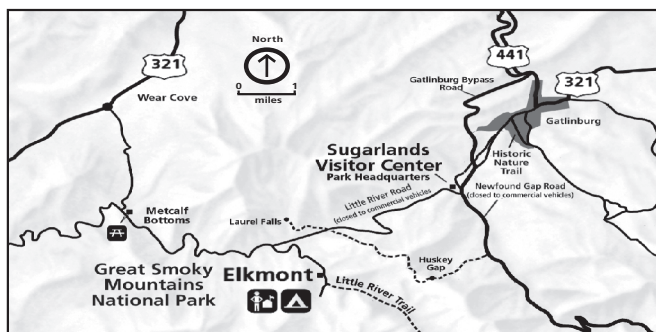 North
441
321
321
Gatlinburg Bypass
Road
0 1
miles
Wear Cove
Gatlinburg
Sugarlands
Visitor Center
Park Headquarters
Historic
Nature
Trail
Newfound Gap Road
(closed to commercial vehicles)
Little River Road
(closed to commercial vehicles)
Metcalf
Bottoms
Laurel Falls
Huskey
Gap
Great Smoky
Mountains
National Park
Elkmont
Little River Trail